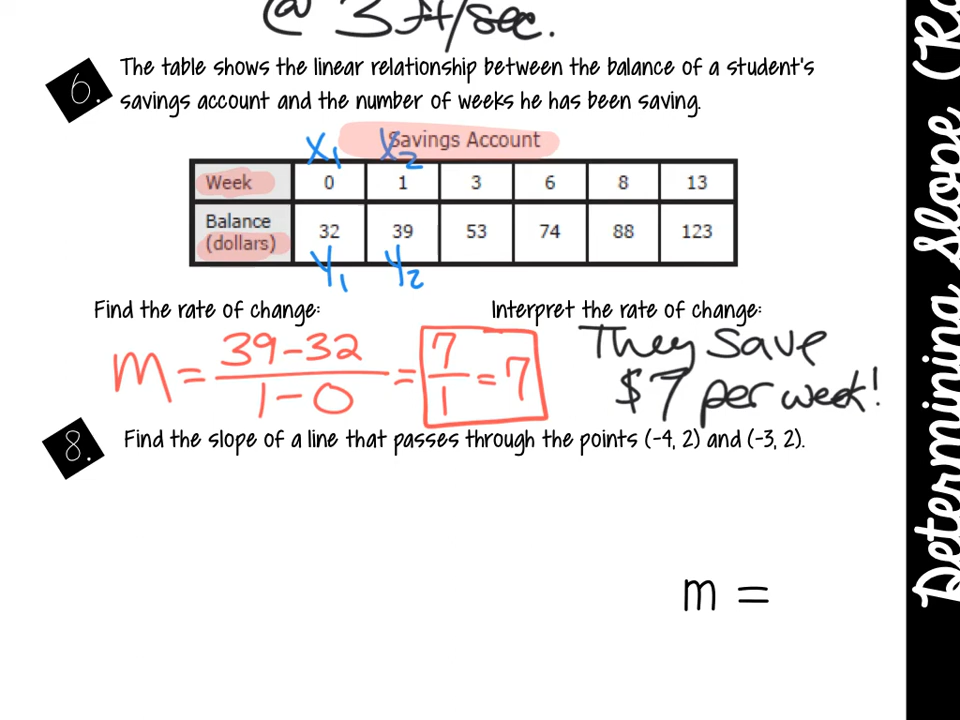 @ 3 ft/sec.
6.
The table shows the linear relationship between the balance of a student's
savings account and the number of weeks he has been saving.
X1 X2
Savings Account
Week 0 1 3 6 8 13
Balance (dollars) 32 39 53 74 88 123
Y1 Y2
Find the rate of change:
Interpret the rate of change:
m = 39-32 / 1-0 = 7/1 = 7
They save
$7 per week!
8.
Find the slope of a line that passes through the points (-4, 2) and (-3, 2).
m =
Determining Slope (Ra